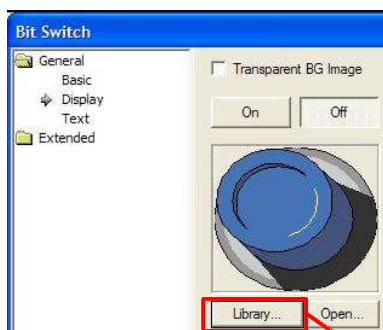 Bit Switch
General
Basic
Display
Text
Extended
Transparent BG Image
On Off
Library... Open...